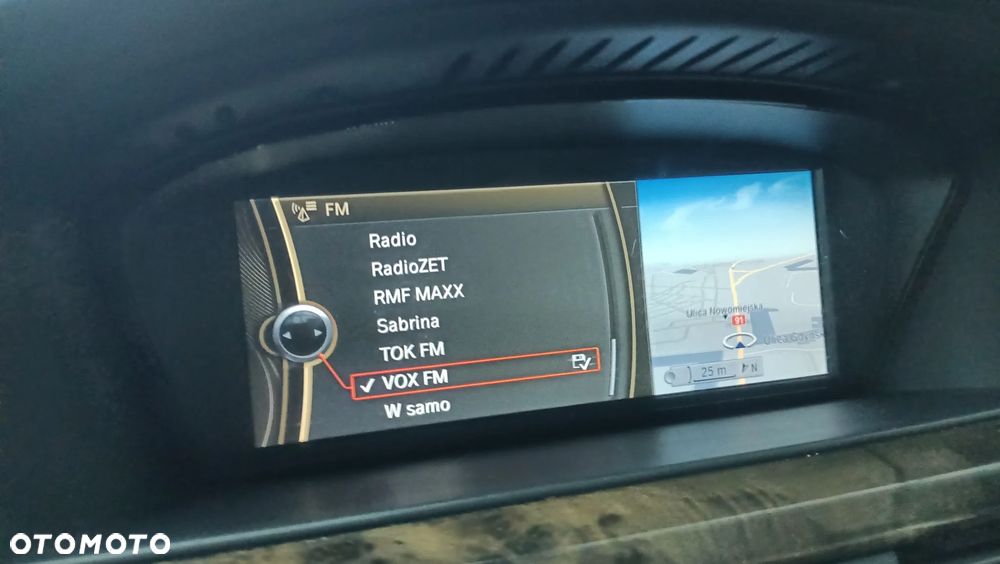 FM
Radio
RadioZET
RMF MAXX
Sabrina
TOK FM
VOX FM
W samo
Ulica Nowomiejska
91
25 m
N
OTOMOTO